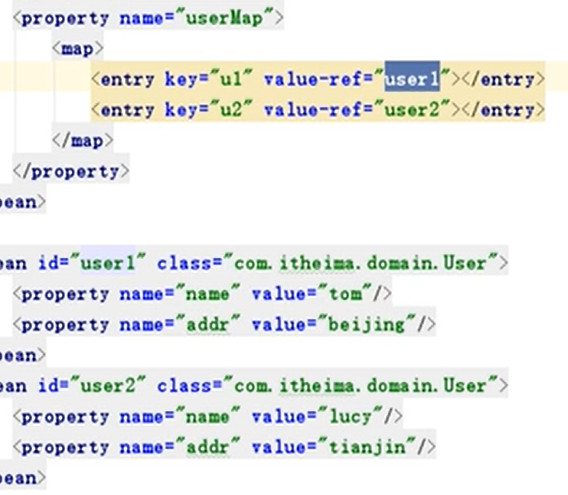 <property name="userMap">
<map>
<entry key="u1" value-ref="user1"></entry>
<entry key="u2" value-ref="user2"></entry>
</map>
</property>
ean>
ean id="user1" class="com.itheima.domain.User">
<property name="name" value="tom"/>
<property name="addr" value="beijing"/>
ean>
ean id="user2" class="com.itheima.domain.User">
<property name="name" value="lucy"/>
<property name="addr" value="tianjin"/>
ean>